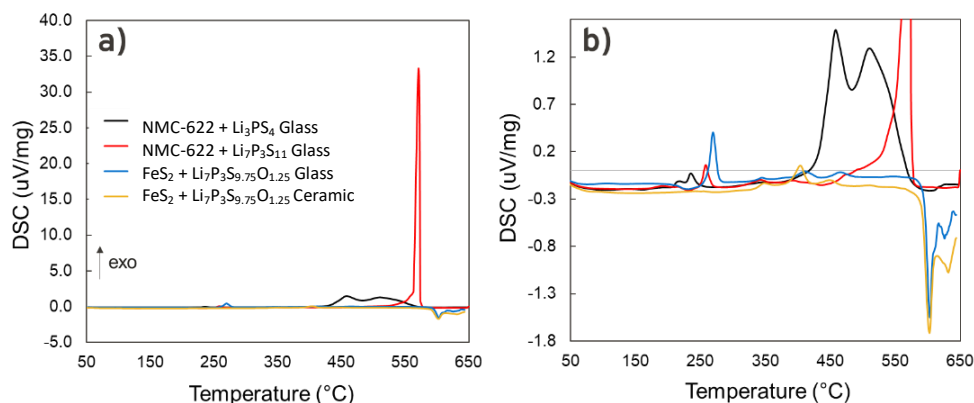 a)
40.0
35.0
30.0
25.0
20.0
15.0
10.0
5.0
0.0
-5.0
DSC (uV/mg)
NMC-622 + Li₃PS₄ Glass
NMC-622 + Li₇P₃S₁₁ Glass
FeS₂ + Li₇P₃S₉.₇₅O₁.₂₅ Glass
FeS₂ + Li₇P₃S₉.₇₅O₁.₂₅ Ceramic
exo
50 150 250 350 450 550 650
Temperature (°C)
b)
1.2
0.7
0.2
-0.3
-0.8
-1.3
-1.8
DSC (uV/mg)
50 150 250 350 450 550 650
Temperature (°C)